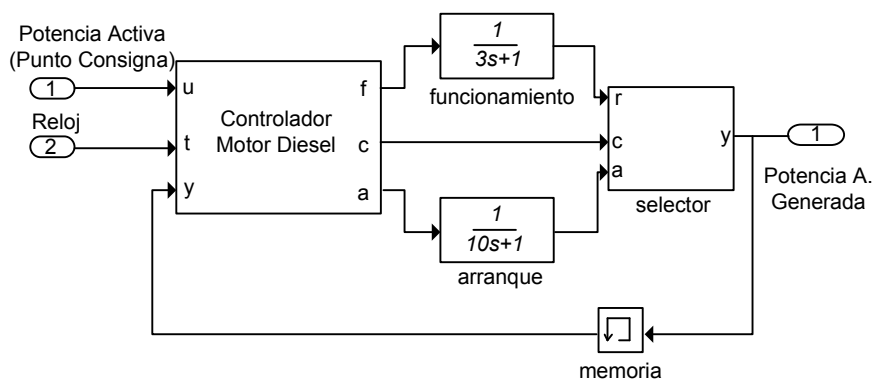 Potencia Activa
(Punto Consigna)
1
Reloj
2
u
t
y
Controlador
Motor Diesel
f
c
a
1
3s+1
funcionamiento
1
10s+1
arranque
r
c
a
y
selector
1
Potencia A.
Generada
memoria